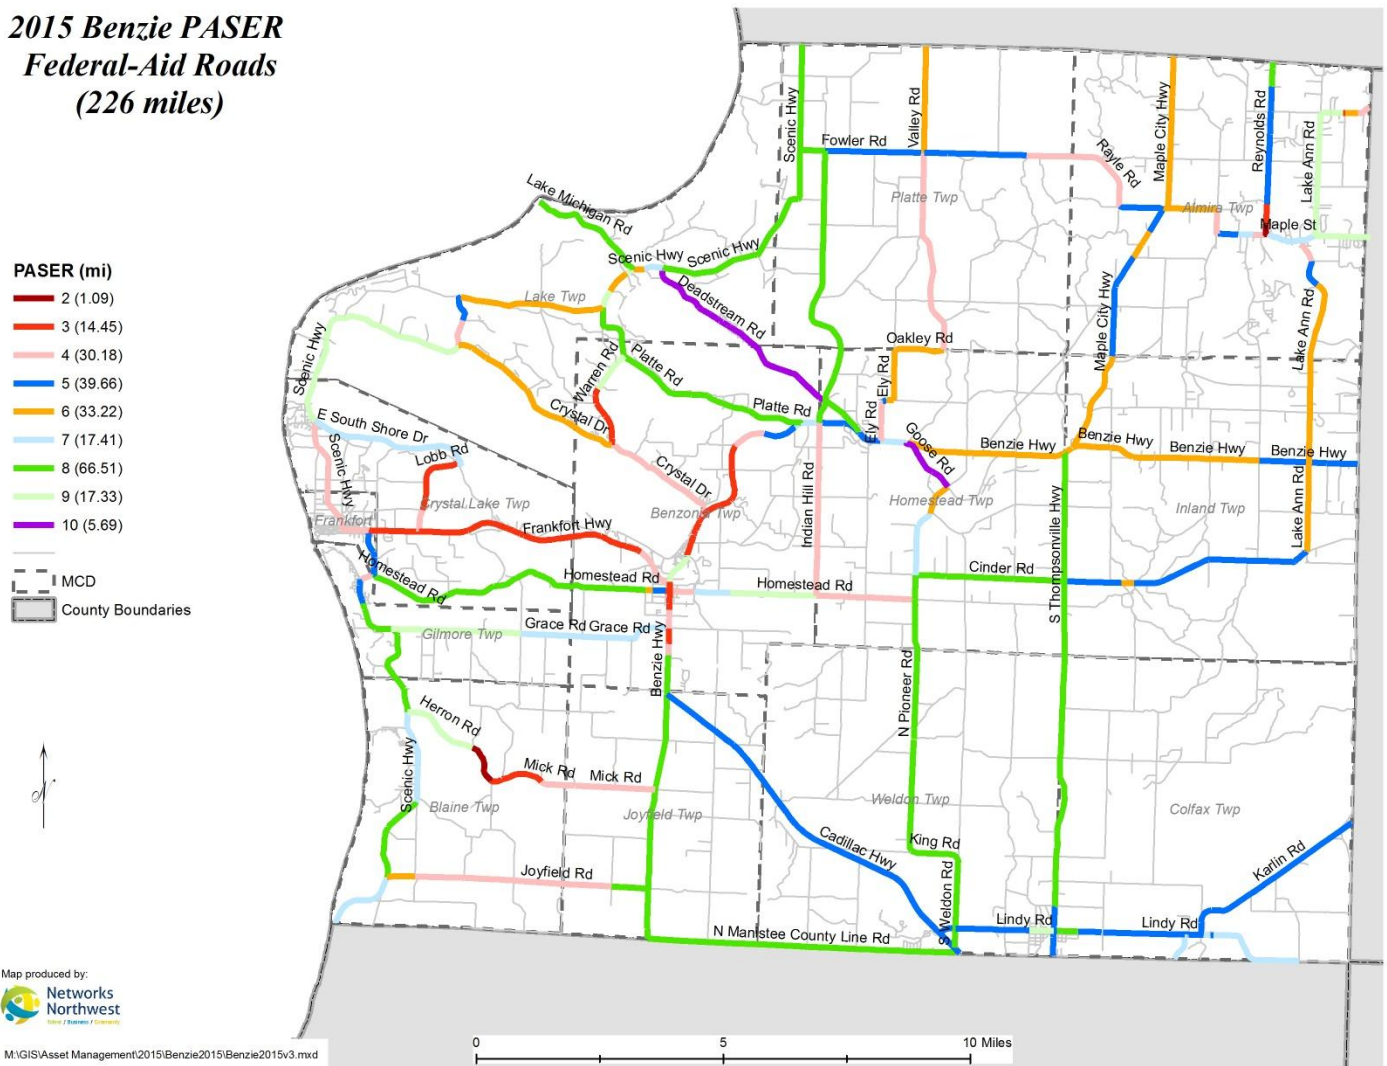 2015 Benzie PASER
Federal-Aid Roads
(226 miles)
PASER (mi)
2 (1.09)
3 (14.45)
4 (30.18)
5 (39.66)
6 (33.22)
7 (17.41)
8 (66.51)
9 (17.33)
10 (5.69)
MCD
County Boundaries
Scenic Hwy
Valley Rd
Maple City Hwy
Reynolds Rd
Lake Ann Rd
Fowler Rd
Rayle Rd
Platte Twp
Almira Twp
Maple St
Lake Michigan Rd
Scenic Hwy
Scenic Hwy
Deadstream Rd
Lake Twp
Maple City Hwy
Lake Ann Rd
Scenic Hwy
Warren Rd
Platte Rd
Oakley Rd
Ely Rd
Crystal Dr
Platte Rd
Ely Rd
E South Shore Dr
Scenic Hwy
Lobb Rd
Goose Rd
Benzie Hwy
Benzie Hwy
Benzie Hwy
Benzie Hwy
Crystal Dr
Crystal Lake Twp
Benzonia Twp
Indian Hill Rd
Homestead Twp
Inland Twp
Lake Ann Rd
Frankfort
Frankfort Hwy
S Thompsonville Hwy
Homestead Rd
Homestead Rd
Homestead Rd
Cinder Rd
Gilmore Twp
Grace Rd
Grace Rd
Benzie Hwy
N Pioneer Rd
Herron Rd
Scenic Hwy
Mick Rd
Mick Rd
Blaine Twp
Joyfield Twp
Weldon Twp
Colfax Twp
Cadillac Hwy
King Rd
Karlin Rd
Joyfield Rd
S Weldon Rd
Lindy Rd
Lindy Rd
N Manistee County Line Rd
Map produced by:
Networks
Northwest
Talent / Business / Community
M:\GIS\Asset Management\2015\Benzie2015\Benzie2015v3.mxd
0 5 10 Miles
N